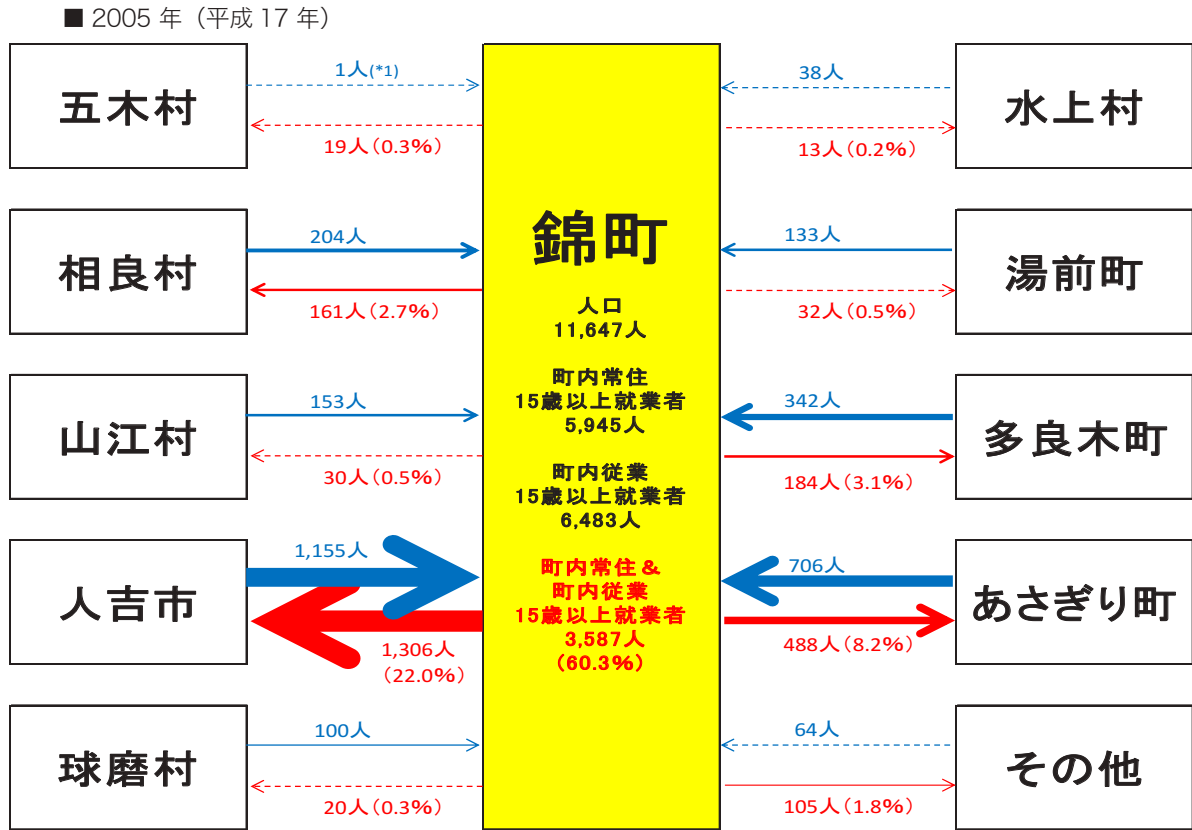 ■ 2005 年（平成 17 年）
五木村
1人(*1)
19人(0.3%)
相良村
204人
161人(2.7%)
山江村
153人
30人(0.5%)
人吉市
1,155人
1,306人
(22.0%)
球磨村
100人
20人(0.3%)
錦町
人口
11,647人
町内常住
15歳以上就業者
5,945人
町内従業
15歳以上就業者
6,483人
町内常住＆
町内従業
15歳以上就業者
3,587人
(60.3%)
38人
13人(0.2%)
水上村
133人
32人(0.5%)
湯前町
342人
184人(3.1%)
多良木町
706人
488人(8.2%)
あさぎり町
64人
105人(1.8%)
その他